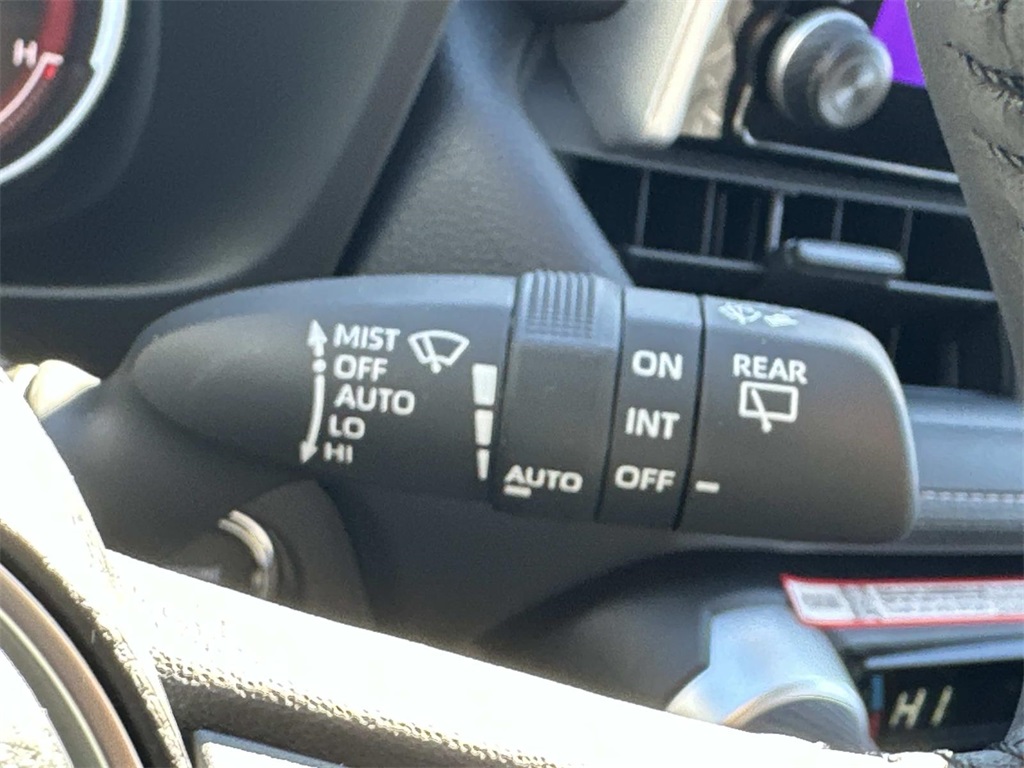 H
MIST
OFF
AUTO
LO
HI
AUTO
ON
INT
OFF
REAR
HI